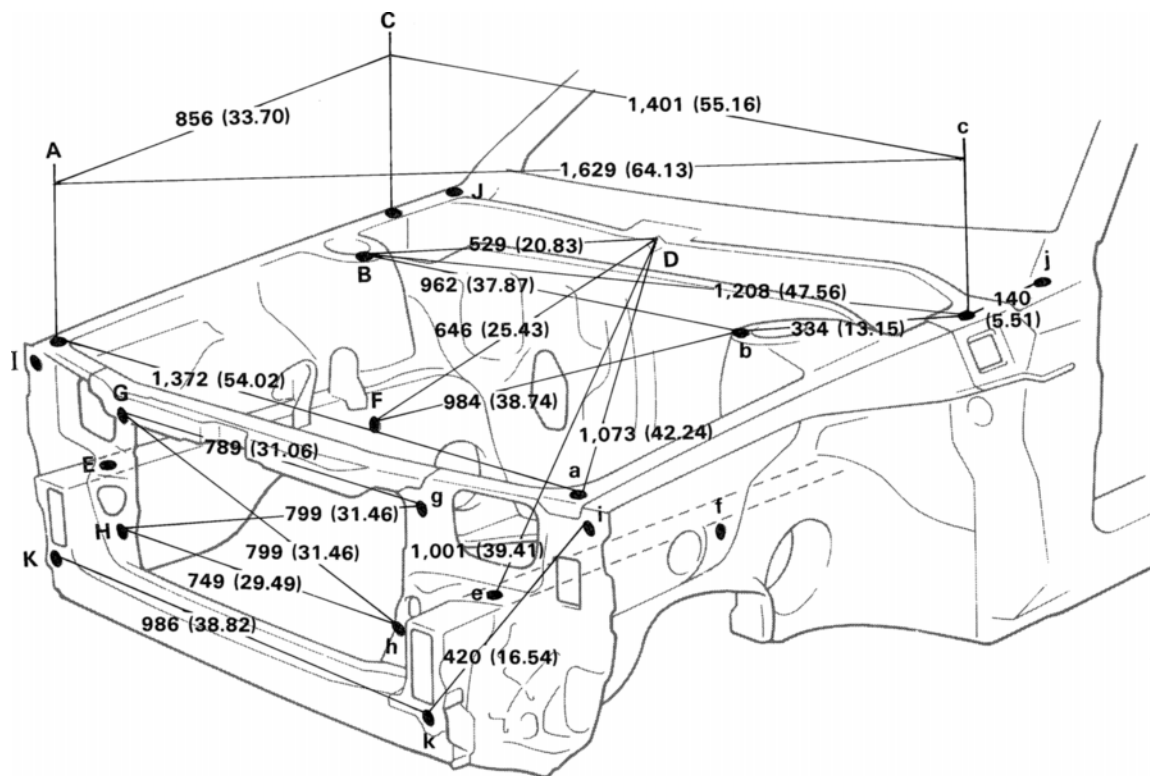 C
856 (33.70)
1,401 (55.16)
A
c
1,629 (64.13)
J
529 (20.83)
B
D
j
962 (37.87)
1,208 (47.56)
140
(5.51)
646 (25.43)
334 (13.15)
b
I
1,372 (54.02)
G
F
984 (38.74)
789 (31.06)
1,073 (42.24)
E
a
g
i
f
H
799 (31.46)
K
799 (31.46)
1,001 (39.41)
749 (29.49)
e
986 (38.82)
h
420 (16.54)
k